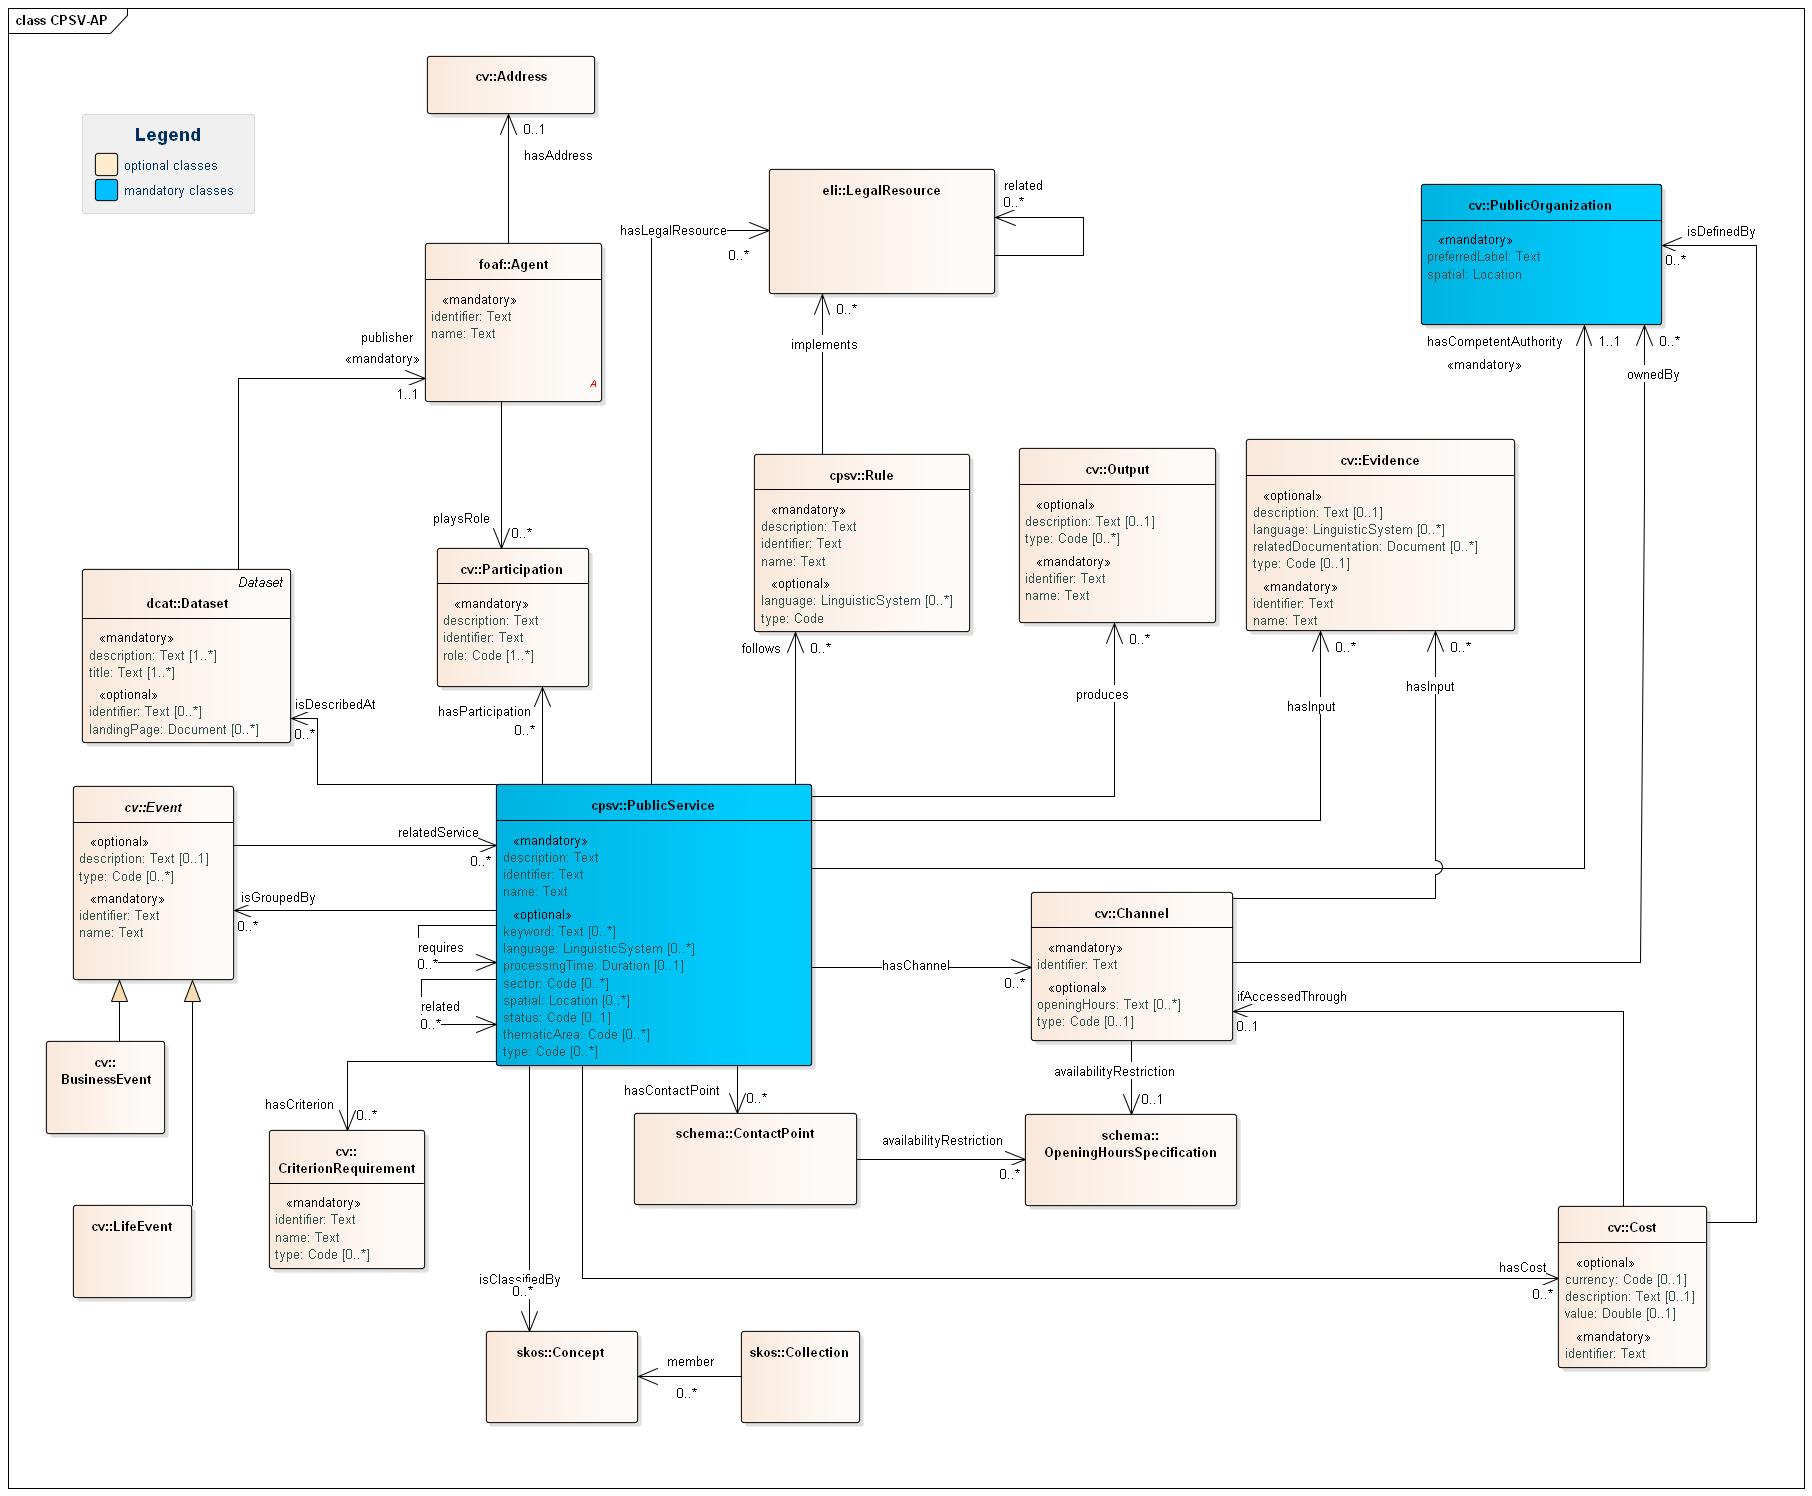 class CPSV-AP
Legend
optional classes
mandatory classes
cv::Address
0..1
hasAddress
foaf::Agent
«mandatory»
identifier: Text
name: Text
A
publisher
«mandatory»
1..1
playsRole
0..*
cv::Participation
«mandatory»
description: Text
identifier: Text
role: Code [1..*]
hasParticipation
0..*
Dataset
dcat::Dataset
«mandatory»
description: Text [1..*]
title: Text [1..*]
«optional»
identifier: Text [0..*]
landingPage: Document [0..*]
isDescribedAt
0..*
eli::LegalResource
related
0..*
hasLegalResource
0..*
0..*
implements
cpsv::Rule
«mandatory»
description: Text
identifier: Text
name: Text
«optional»
language: LinguisticSystem [0..*]
type: Code
follows
0..*
cv::Output
«optional»
description: Text [0..1]
type: Code [0..*]
«mandatory»
identifier: Text
name: Text
0..*
produces
cv::Evidence
«optional»
description: Text [0..1]
language: LinguisticSystem [0..*]
relatedDocumentation: Document [0..*]
type: Code [0..1]
«mandatory»
identifier: Text
name: Text
0..*
hasInput
0..*
hasInput
cv::PublicOrganization
«mandatory»
preferredLabel: Text
spatial: Location
isDefinedBy
0..*
hasCompetentAuthority
«mandatory»
1..1
0..*
ownedBy
cv::Event
«optional»
description: Text [0..1]
type: Code [0..*]
«mandatory»
identifier: Text
name: Text
relatedService
0..*
isGroupedBy
0..*
requires
0..*
related
0..*
cpsv::PublicService
«mandatory»
description: Text
identifier: Text
name: Text
«optional»
keyword: Text [0..*]
language: LinguisticSystem [0..*]
processingTime: Duration [0..1]
sector: Code [0..*]
spatial: Location [0..*]
status: Code [0..1]
thematicArea: Code [0..*]
type: Code [0..*]
hasChannel
0..*
cv::Channel
«mandatory»
identifier: Text
«optional»
openingHours: Text [0..*]
type: Code [0..1]
ifAccessedThrough
0..1
availabilityRestriction
0..1
cv::
BusinessEvent
cv::LifeEvent
hasCriterion
0..*
cv::
CriterionRequirement
«mandatory»
identifier: Text
name: Text
type: Code [0..*]
hasContactPoint
0..*
schema::ContactPoint
availabilityRestriction
0..*
schema::
OpeningHoursSpecification
isClassifiedBy
0..*
skos::Concept
member
0..*
skos::Collection
hasCost
0..*
cv::Cost
«optional»
currency: Code [0..1]
description: Text [0..1]
value: Double [0..1]
«mandatory»
identifier: Text